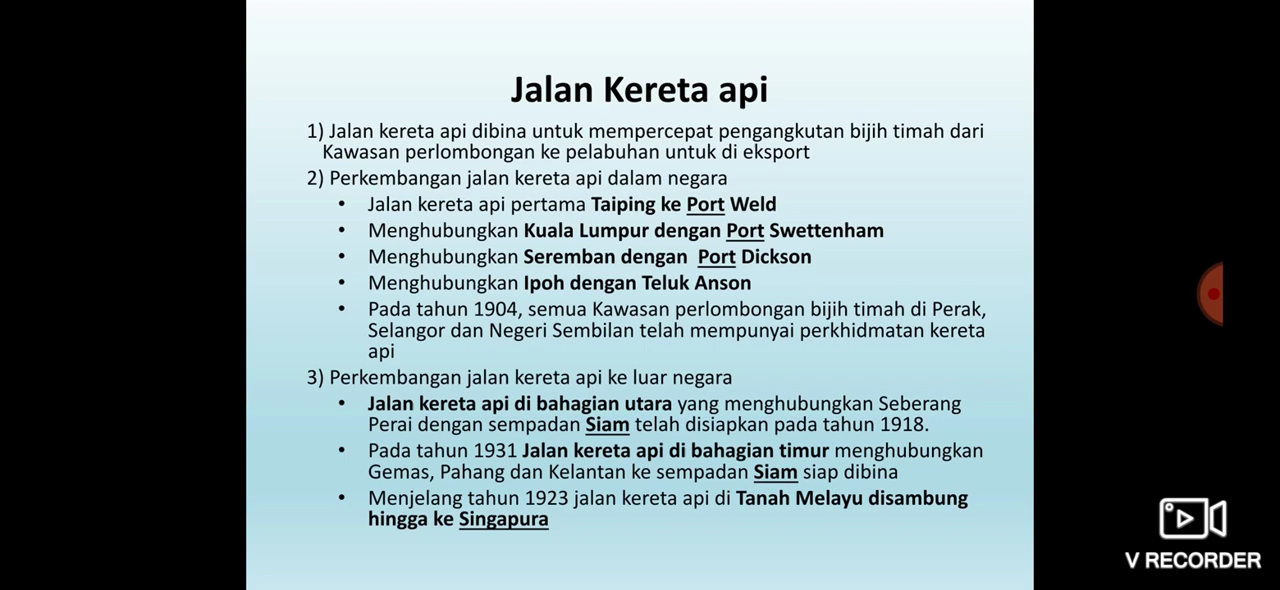 Jalan Kereta api
1) Jalan kereta api dibina untuk mempercepat pengangkutan bijih timah dari
Kawasan perlombongan ke pelabuhan untuk di eksport
2) Perkembangan jalan kereta api dalam negara
• Jalan kereta api pertama Taiping ke Port Weld
• Menghubungkan Kuala Lumpur dengan Port Swettenham
• Menghubungkan Seremban dengan Port Dickson
• Menghubungkan Ipoh dengan Teluk Anson
• Pada tahun 1904, semua Kawasan perlombongan bijih timah di Perak,
Selangor dan Negeri Sembilan telah mempunyai perkhidmatan kereta
api
3) Perkembangan jalan kereta api ke luar negara
• Jalan kereta api di bahagian utara yang menghubungkan Seberang
Perai dengan sempadan Siam telah disiapkan pada tahun 1918.
• Pada tahun 1931 Jalan kereta api di bahagian timur menghubungkan
Gemas, Pahang dan Kelantan ke sempadan Siam siap dibina
• Menjelang tahun 1923 jalan kereta api di Tanah Melayu disambung
hingga ke Singapura
V RECORDER